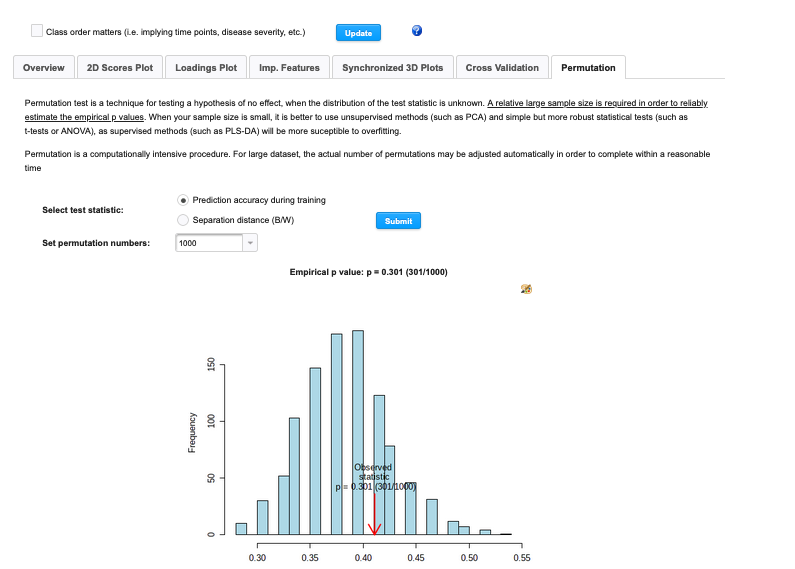 Class order matters (i.e. implying time points, disease severity, etc.) Update ?
Overview 2D Scores Plot Loadings Plot Imp. Features Synchronized 3D Plots Cross Validation Permutation
Permutation test is a technique for testing a hypothesis of no effect, when the distribution of the test statistic is unknown. A relative large sample size is required in order to reliably
estimate the empirical p values. When your sample size is small, it is better to use unsupervised methods (such as PCA) and simple but more robust statistical tests (such as
t-tests or ANOVA), as supervised methods (such as PLS-DA) will be more suceptible to overfitting.
Permutation is a computationally intensive procedure. For large dataset, the actual number of permutations may be adjusted automatically in order to complete within a reasonable
time
Select test statistic:
Prediction accuracy during training
Separation distance (B/W)
Submit
Set permutation numbers: 1000
Empirical p value: p = 0.301 (301/1000)
Frequency
150
100
50
0
Observed
statistic
p = 0.301 (301/1000)
0.30 0.35 0.40 0.45 0.50 0.55